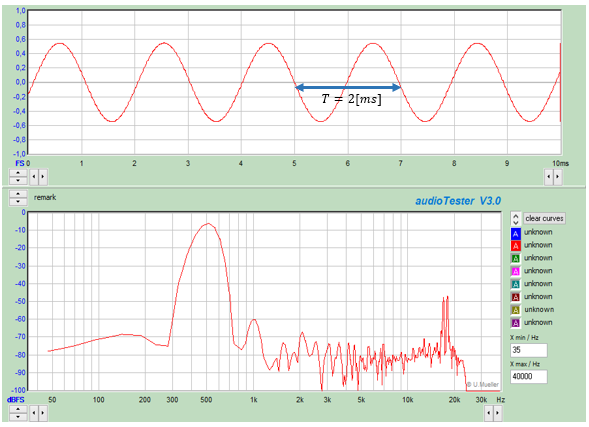 1,0
0,8
0,6
0,4
0,2
0,0
-0,2
-0,4
-0,6
-0,8
-1,0
T = 2[ms]
FS 0 1 2 3 4 5 6 7 8 9 10ms
remark
audioTester V3.0
0
-10
-20
-30
-40
-50
-60
-70
-80
-90
-100
clear curves
A unknown
A unknown
A unknown
A unknown
A unknown
A unknown
A unknown
A unknown
X min / Hz
35
X max / Hz
40000
© U.Mueller
dBFS 50 100 200 300 500 1k 2k 3k 5k 10k 20k 30k Hz